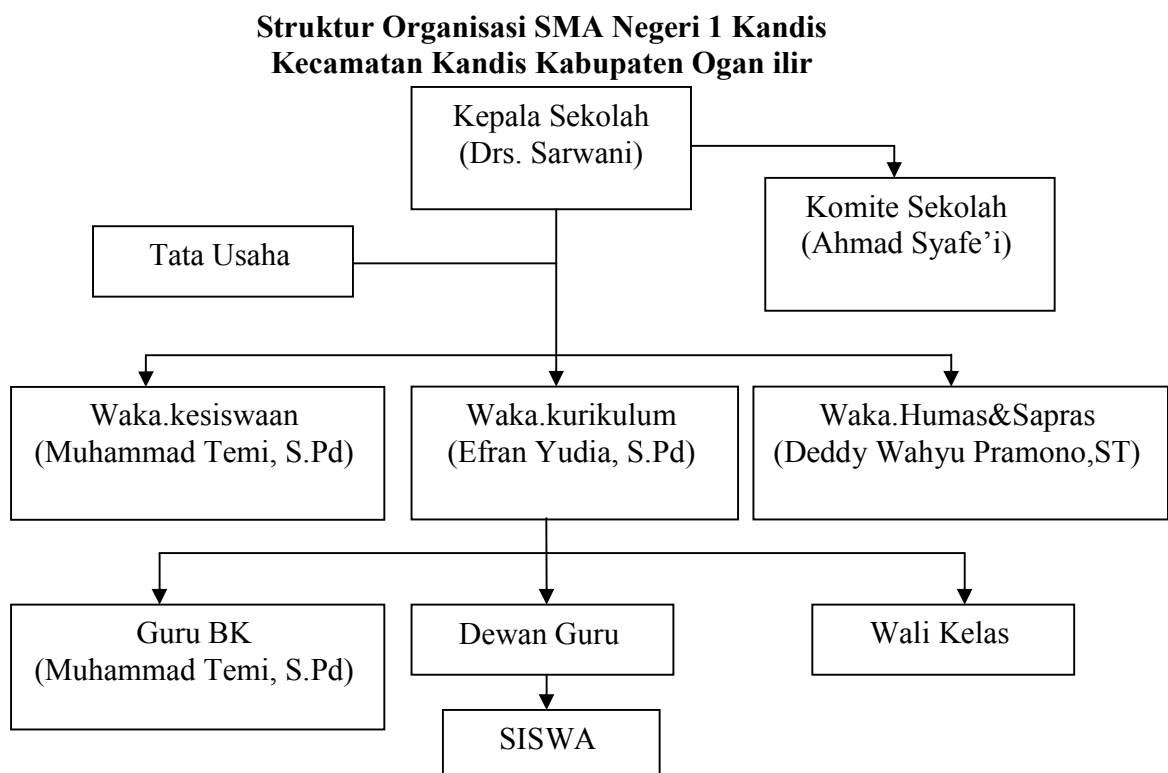 Struktur Organisasi SMA Negeri 1 Kandis
Kecamatan Kandis Kabupaten Ogan ilir
Kepala Sekolah
(Drs. Sarwani)
Komite Sekolah
(Ahmad Syafe’i)
Tata Usaha
Waka.kesiswaan
(Muhammad Temi, S.Pd)
Waka.kurikulum
(Efran Yudia, S.Pd)
Waka.Humas&Sapras
(Deddy Wahyu Pramono,ST)
Guru BK
(Muhammad Temi, S.Pd)
Dewan Guru
Wali Kelas
SISWA